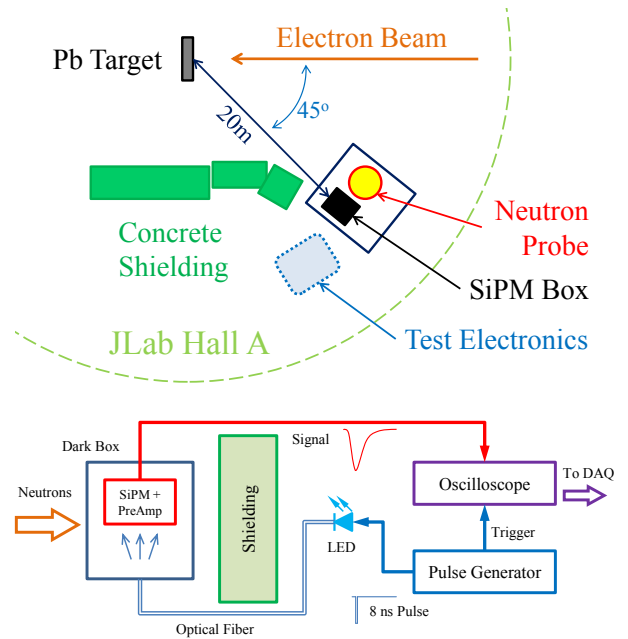 Electron Beam
Pb Target
45°
20m
Concrete
Shielding
Neutron
Probe
SiPM Box
Test Electronics
JLab Hall A
Signal
Dark Box
To DAQ
Neutrons
SiPM +
PreAmp
Shielding
Oscilloscope
Trigger
LED
Pulse Generator
8 ns Pulse
Optical Fiber